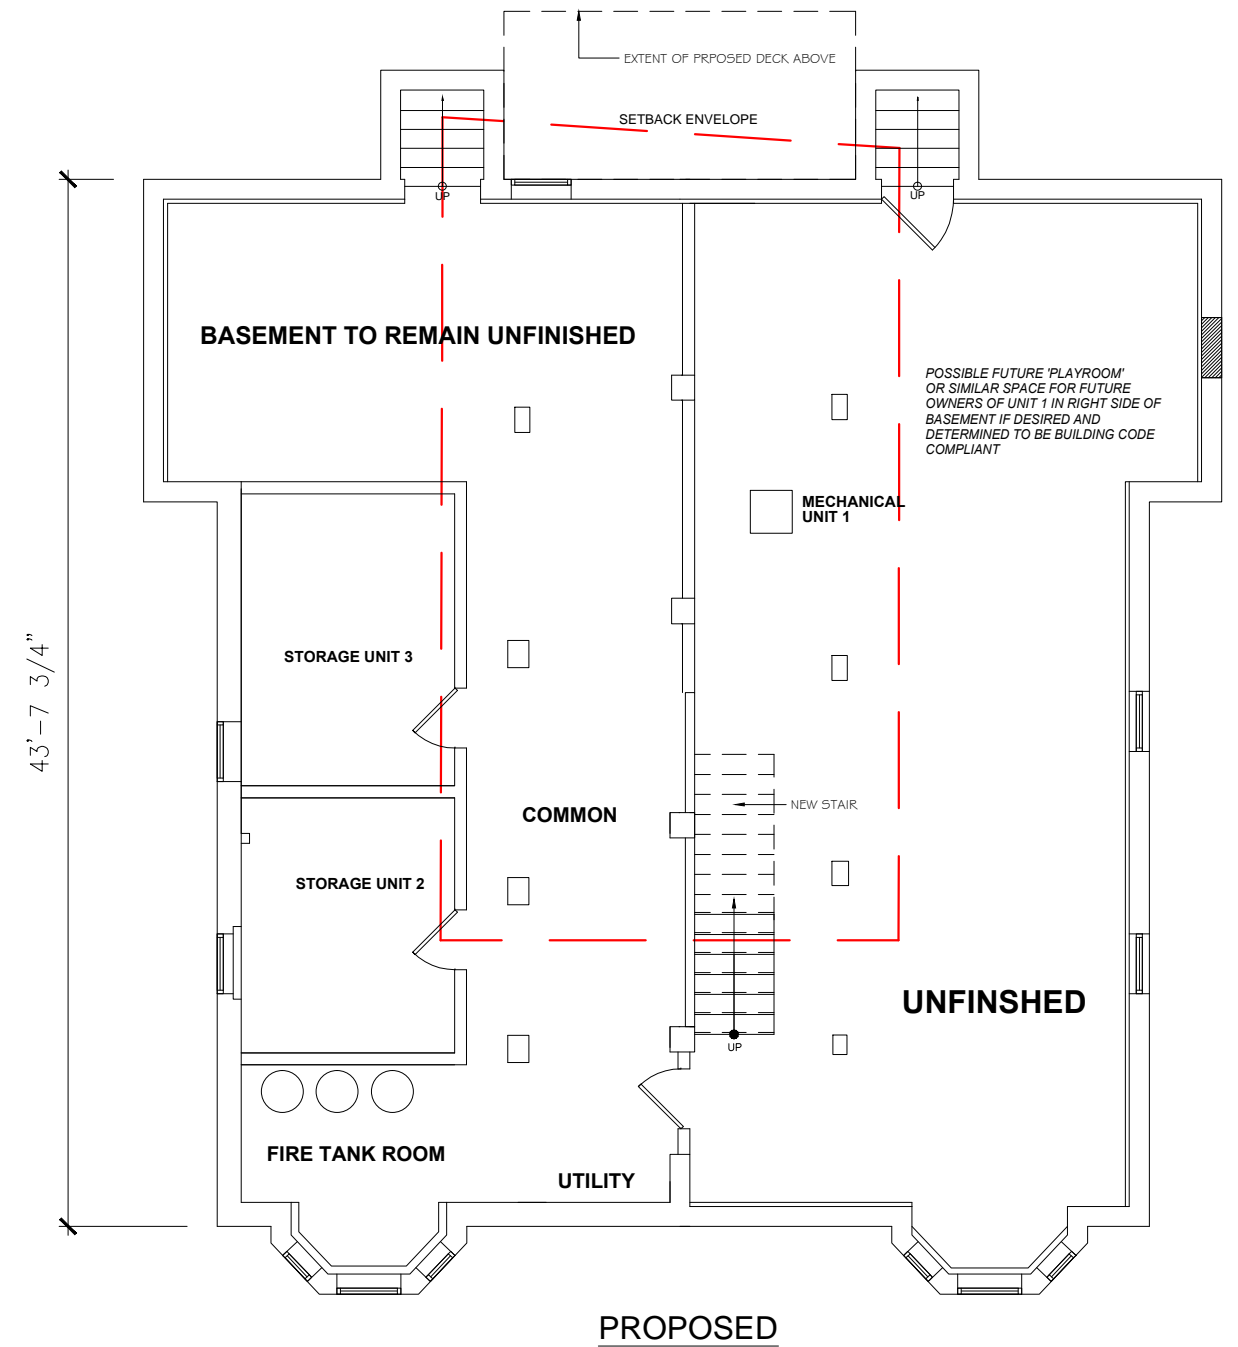 EXTENT OF PRPOSED DECK ABOVE
SETBACK ENVELOPE
UP
UP
BASEMENT TO REMAIN UNFINISHED
POSSIBLE FUTURE 'PLAYROOM'
OR SIMILAR SPACE FOR FUTURE
OWNERS OF UNIT 1 IN RIGHT SIDE OF
BASEMENT IF DESIRED AND
DETERMINED TO BE BUILDING CODE
COMPLIANT
MECHANICAL
UNIT 1
43'-7 3/4"
STORAGE UNIT 3
NEW STAIR
COMMON
STORAGE UNIT 2
UNFINSHED
UP
FIRE TANK ROOM
UTILITY
PROPOSED